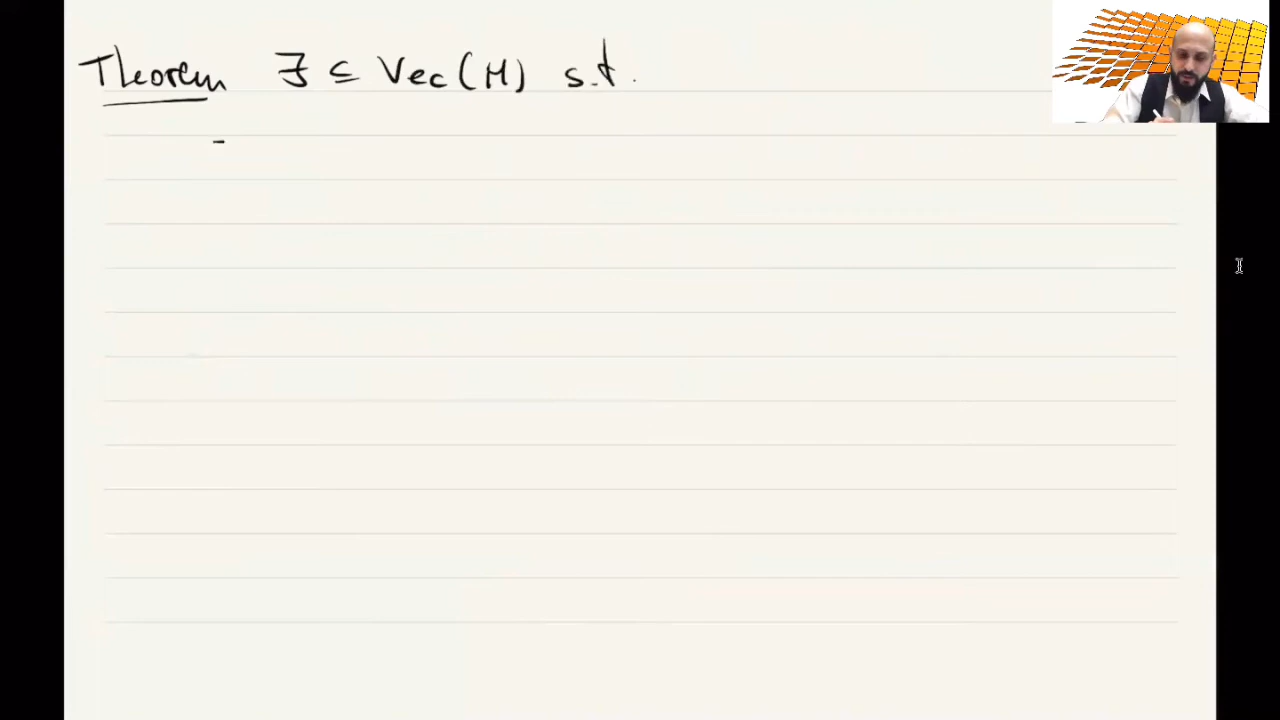 Theorem ℱ ⊆ Vec(M) s.t.
-